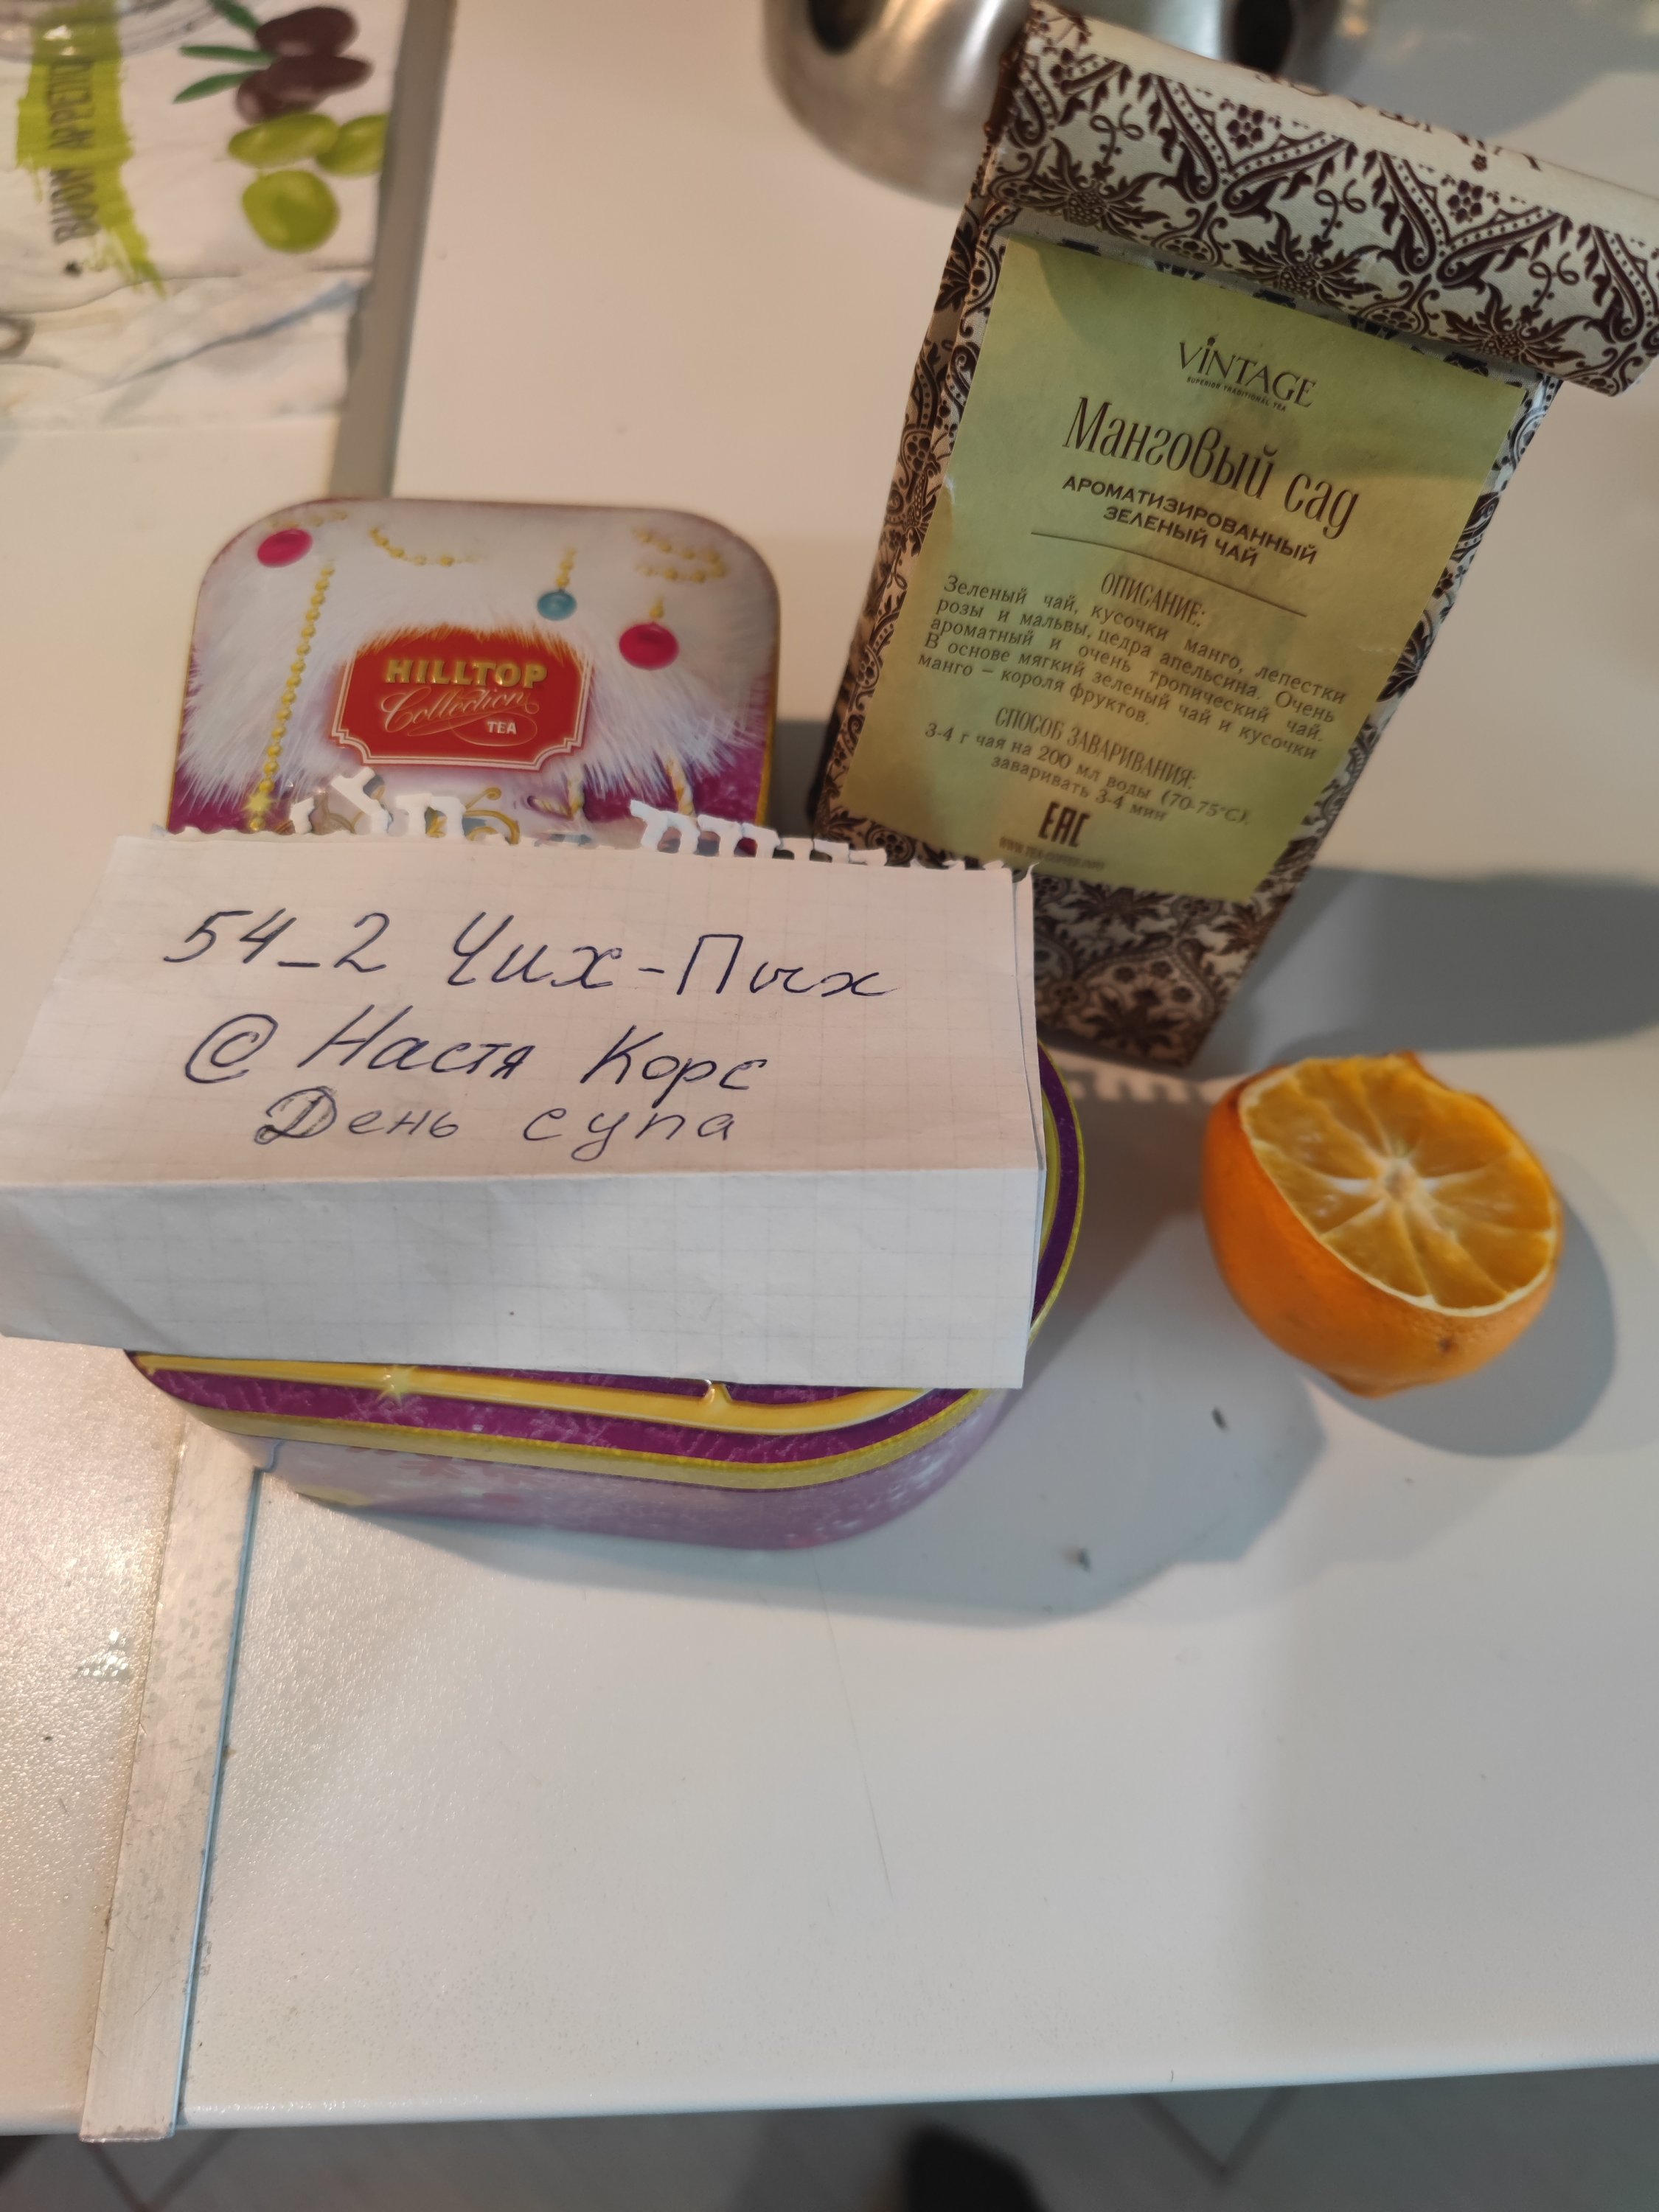 BUON APPETITO
VINTAGE
SUPERIOR TRADITIONAL TEA
Манговый сад
АРОМАТИЗИРОВАННЫЙ
ЗЕЛЕНЫЙ ЧАЙ
ОПИСАНИЕ:
Зеленый чай, кусочки манго, лепестки
розы и мальвы, цедра апельсина. Очень
ароматный и очень тропический чай.
В основе мягкий зеленый чай и кусочки
манго – короля фруктов.
СПОСОБ ЗАВАРИВАНИЯ:
3-4 г чая на 200 мл воды (70-75°C),
заваривать 3-4 мин
EAC
HILLTOP
Collection
TEA
54_2 Чих-Пых
@ Настя Корс
День супа